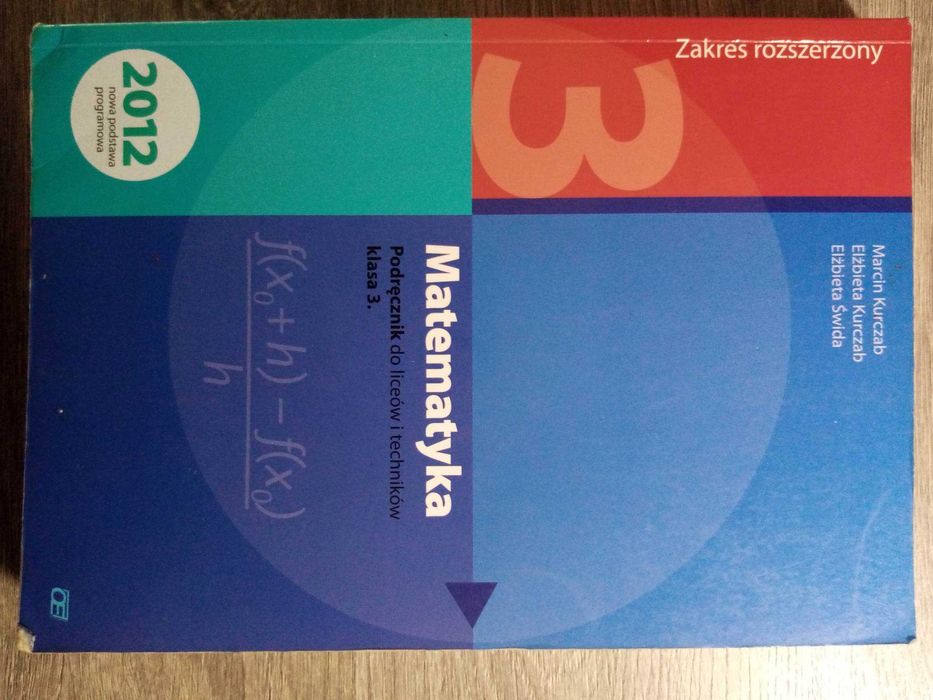 Zakres rozszerzony
3
Marcin Kurczab
Elżbieta Kurczab
Elżbieta Świda
Matematyka
Podręcznik do liceów i techników
klasa 3.
f(x₀ + h) − f(x₀)
h
2012
nowa podstawa
programowa
OE